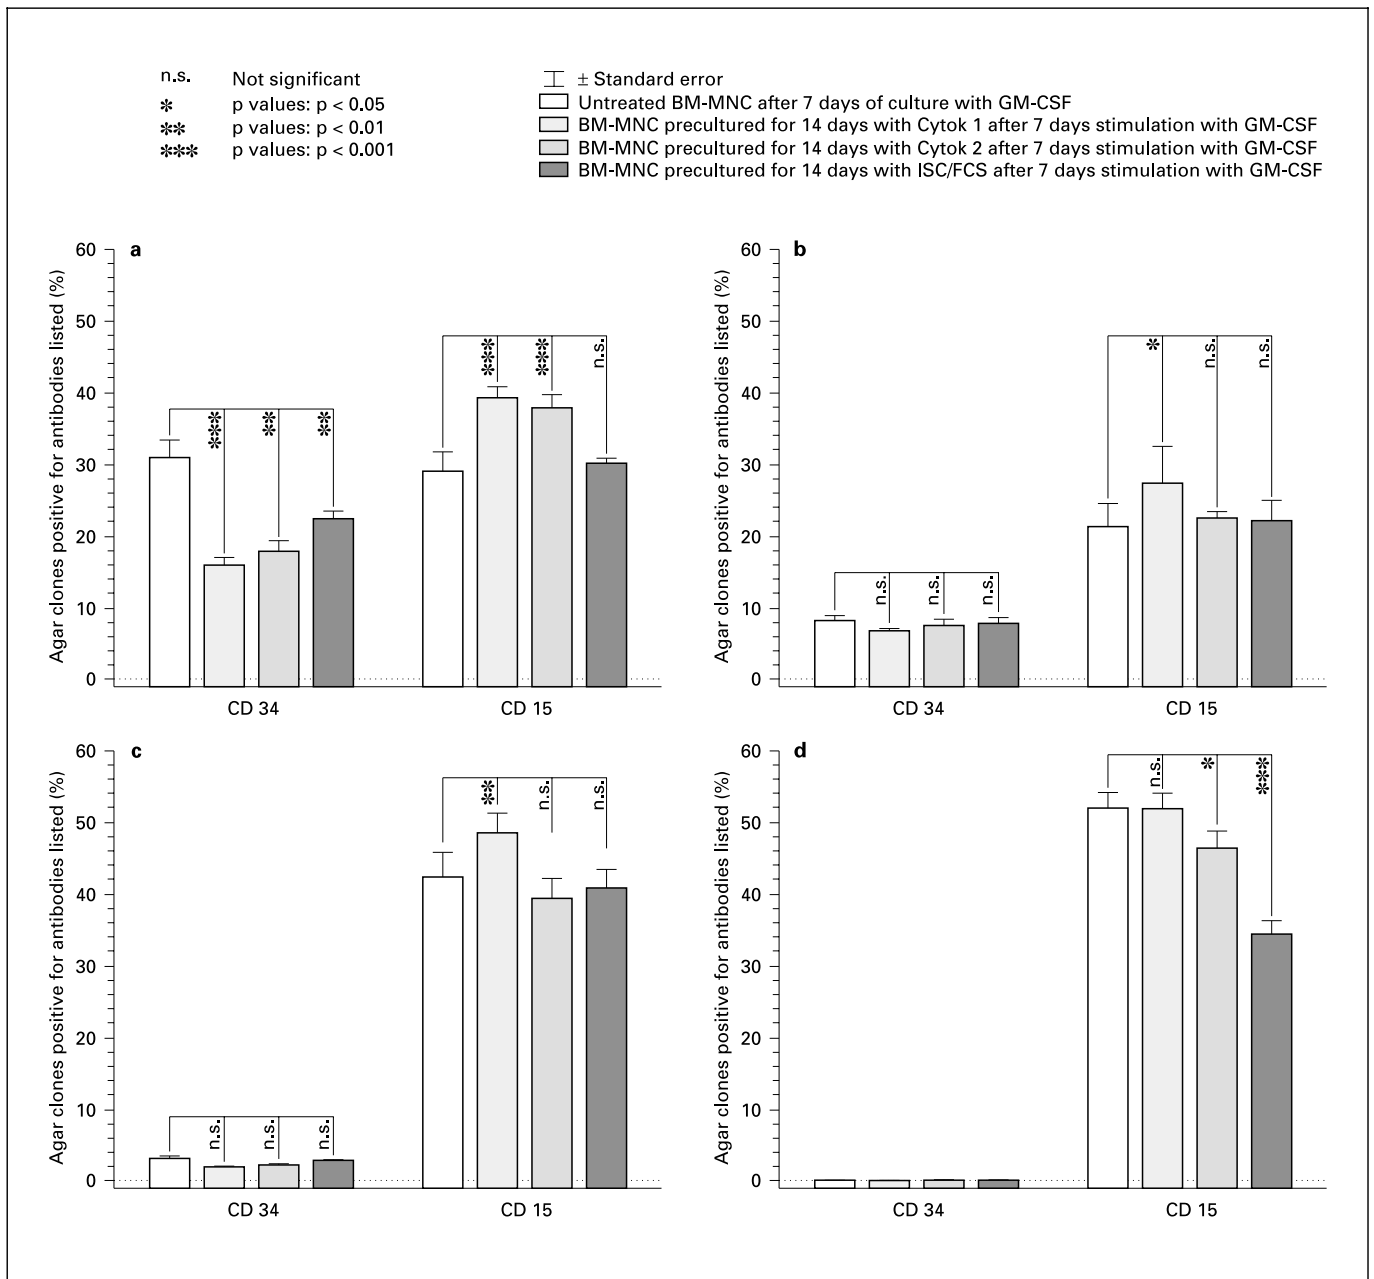 n.s. Not significant
* p values: p < 0.05
** p values: p < 0.01
*** p values: p < 0.001
± Standard error
Untreated BM-MNC after 7 days of culture with GM-CSF
BM-MNC precultured for 14 days with Cytok 1 after 7 days stimulation with GM-CSF
BM-MNC precultured for 14 days with Cytok 2 after 7 days stimulation with GM-CSF
BM-MNC precultured for 14 days with ISC/FCS after 7 days stimulation with GM-CSF
a
Agar clones positive for antibodies listed (%)
60
50
40
30
20
10
0
*** ** **
*** *** n.s.
CD 34 CD 15
b
Agar clones positive for antibodies listed (%)
60
50
40
30
20
10
0
n.s. n.s. n.s.
* n.s. n.s.
CD 34 CD 15
c
Agar clones positive for antibodies listed (%)
60
50
40
30
20
10
0
n.s. n.s. n.s.
** n.s. n.s.
CD 34 CD 15
d
Agar clones positive for antibodies listed (%)
60
50
40
30
20
10
0
n.s. * ***
CD 34 CD 15